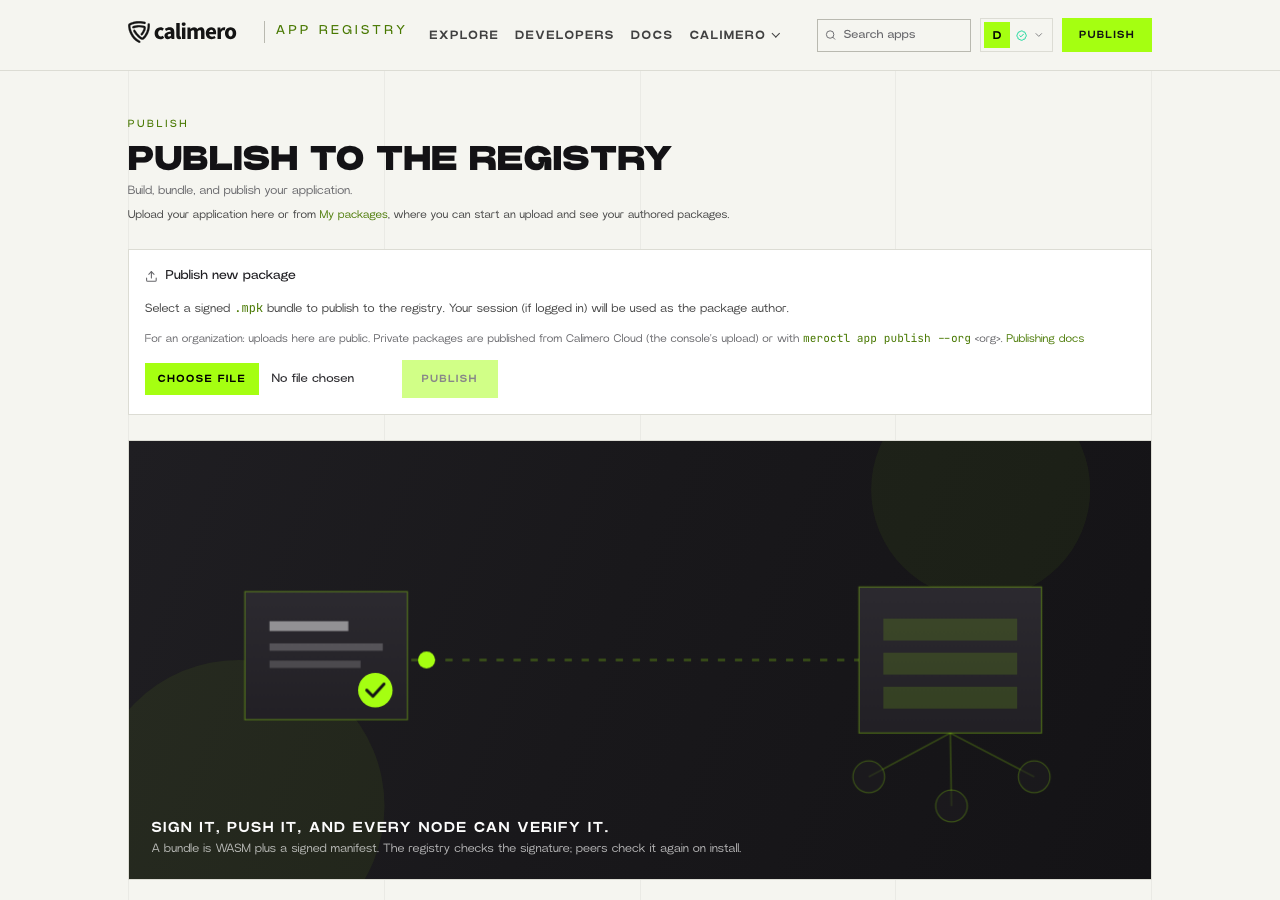 calimero
APP REGISTRY
EXPLORE
DEVELOPERS
DOCS
CALIMERO
Search apps
D
PUBLISH
PUBLISH
PUBLISH TO THE REGISTRY
Build, bundle, and publish your application.
Upload your application here or from My packages, where you can start an upload and see your authored packages.
Publish new package
Select a signed .mpk bundle to publish to the registry. Your session (if logged in) will be used as the package author.
For an organization: uploads here are public. Private packages are published from Calimero Cloud (the console's upload) or with meroctl app publish --org <org>. Publishing docs
CHOOSE FILE
No file chosen
PUBLISH
SIGN IT, PUSH IT, AND EVERY NODE CAN VERIFY IT.
A bundle is WASM plus a signed manifest. The registry checks the signature; peers check it again on install.